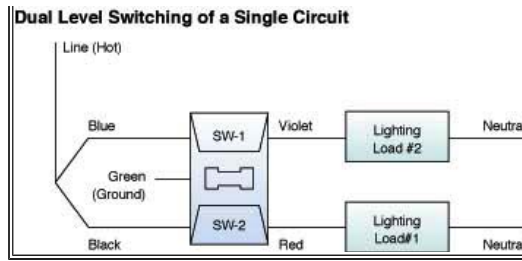 Dual Level Switching of a Single Circuit
Line (Hot)
Blue
SW-1
Violet
Lighting
Load #2
Neutra
Green
(Ground)
Black
SW-2
Red
Lighting
Load#1
Neutra